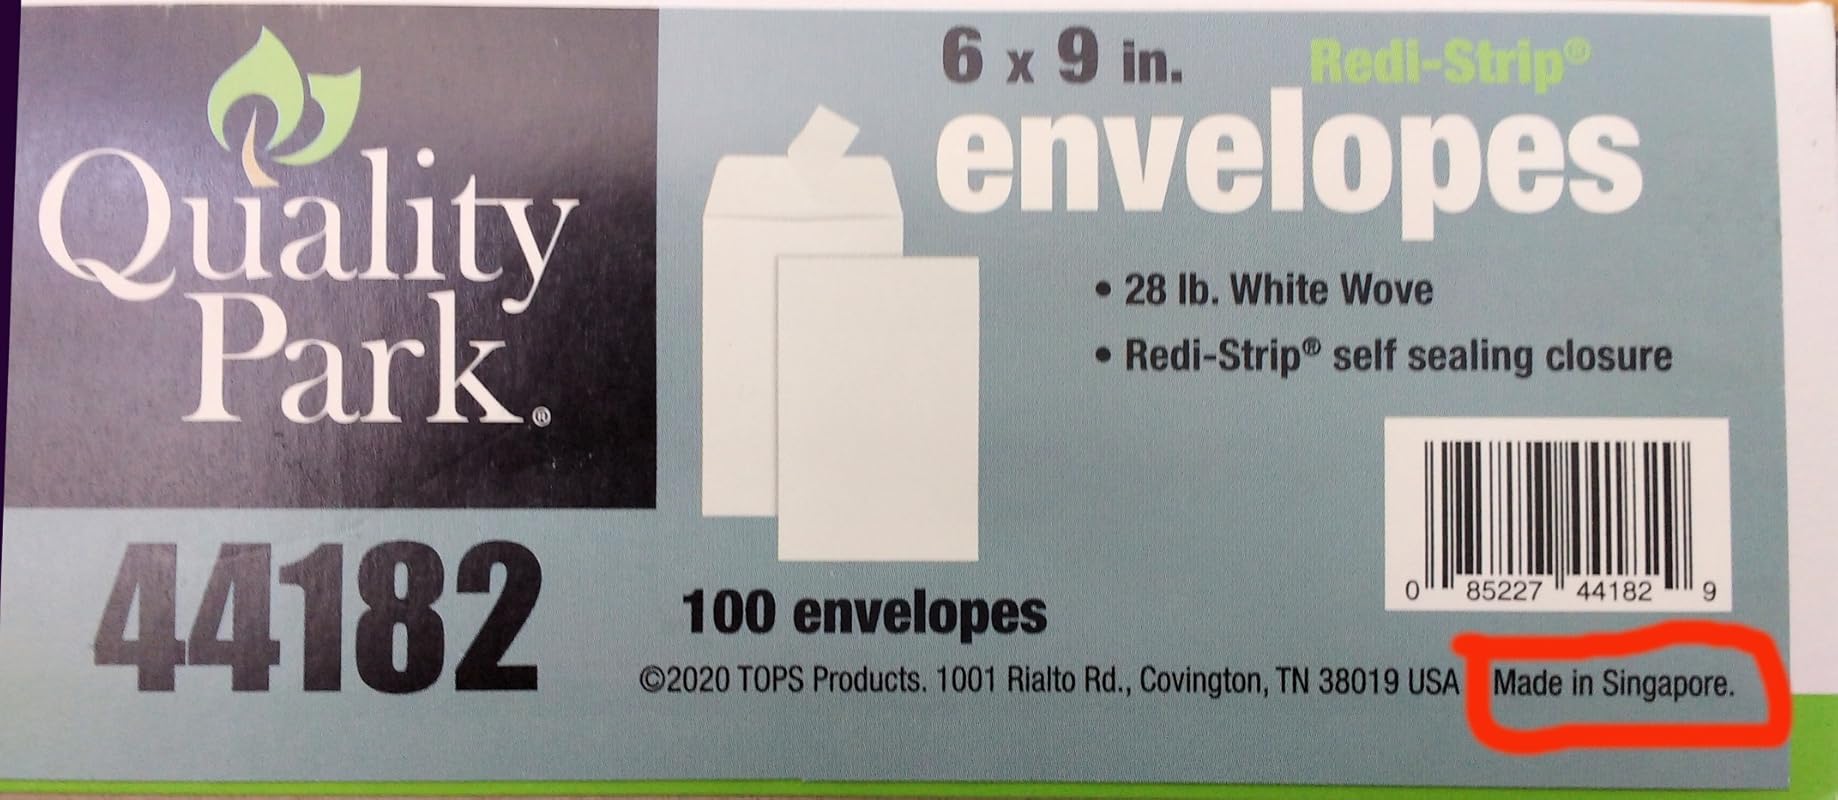 Quality
Park®
44182
6 x 9 in.
Redi-Strip®
envelopes
• 28 lb. White Wove
• Redi-Strip® self sealing closure
0 85227 44182 9
100 envelopes
©2020 TOPS Products. 1001 Rialto Rd., Covington, TN 38019 USA Made in Singapore.